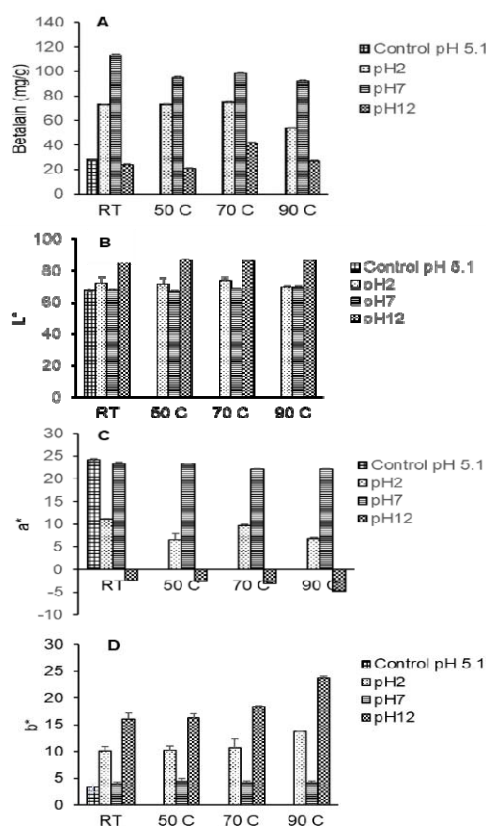 A
140
120
100
80
60
40
20
0
Betalain (mg/g)
RT 50 C 70 C 90 C
Control pH 5.1
pH2
pH7
pH12
B
100
80
60
40
20
0
L*
RT 50 C 70 C 90 C
Control pH 5.1
pH2
pH7
pH12
C
30
25
20
15
10
5
0
-5
-10
a*
RT 50 C 70 C 90 C
Control pH 5.1
pH2
pH7
pH12
D
30
25
20
15
10
5
0
b*
RT 50 C 70 C 90 C
Control pH 5 1
pH2
pH7
pH12